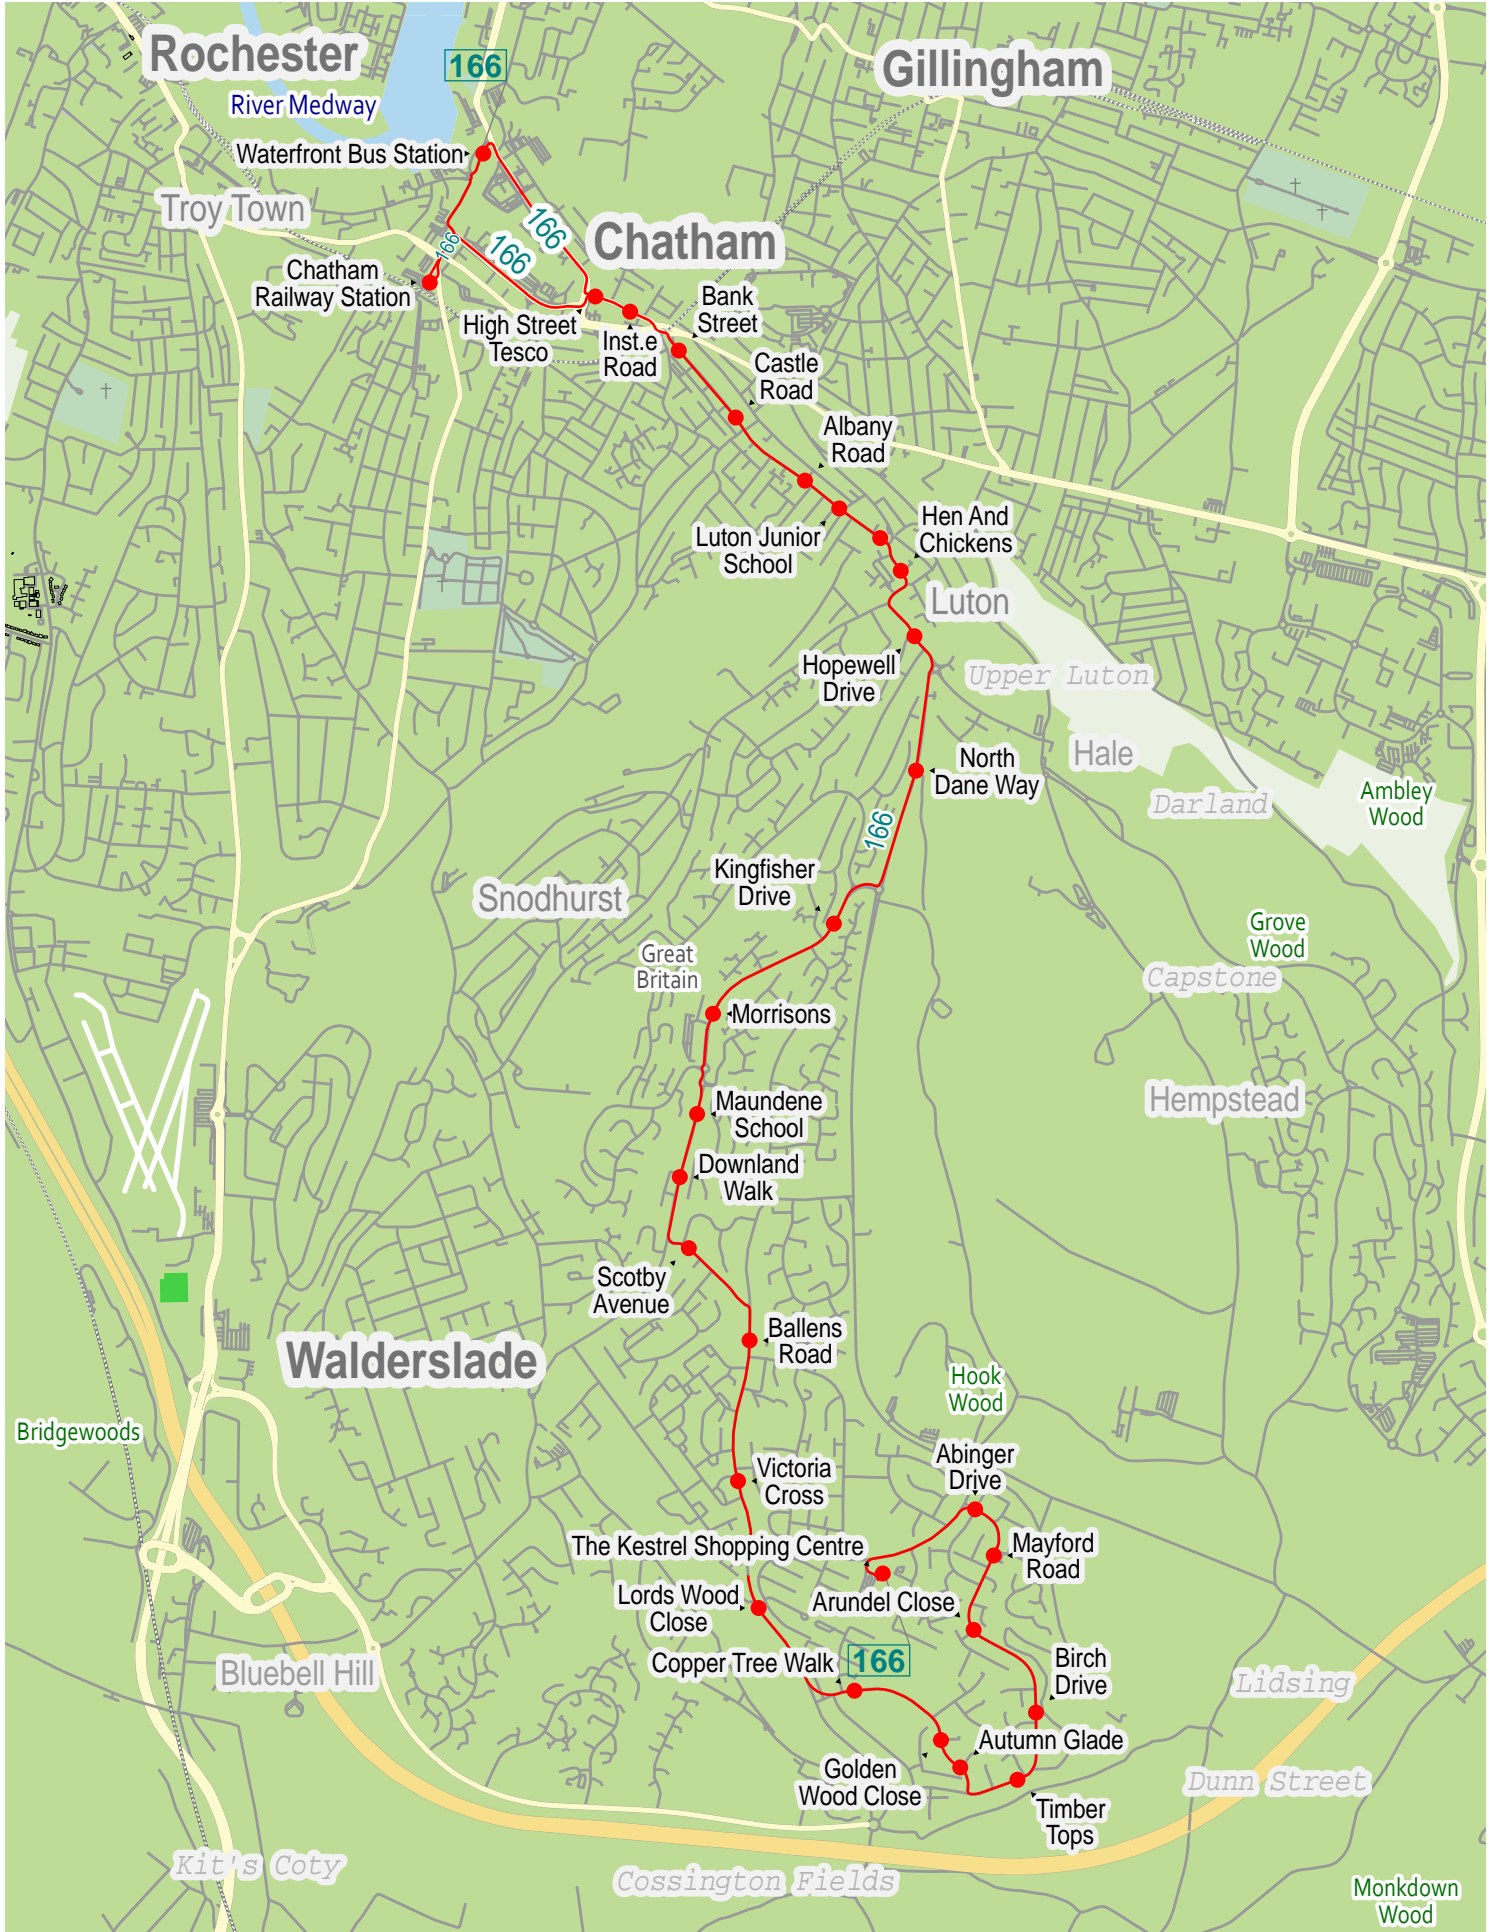 Rochester
166
Gillingham
River Medway
Waterfront Bus Station
Troy Town
166
Chatham
166
166
Chatham
Railway Station
Bank
Street
High Street
Tesco
Inst.e
Road
Castle
Road
Albany
Road
Hen And
Chickens
Luton Junior
School
Luton
Hopewell
Drive
Upper Luton
Hale
North
Dane Way
Ambley
Wood
Darland
166
Kingfisher
Drive
Snodhurst
Grove
Wood
Great
Britain
Capstone
Morrisons
Maundene
School
Hempstead
Downland
Walk
Scotby
Avenue
Ballens
Road
Walderslade
Hook
Wood
Bridgewoods
Abinger
Drive
Victoria
Cross
The Kestrel Shopping Centre
Mayford
Road
Lords Wood
Close
Arundel Close
Copper Tree Walk
166
Birch
Drive
Bluebell Hill
Lidsing
Autumn Glade
Golden
Wood Close
Dunn Street
Timber
Tops
Kit's Coty
Cossington Fields
Monkdown
Wood